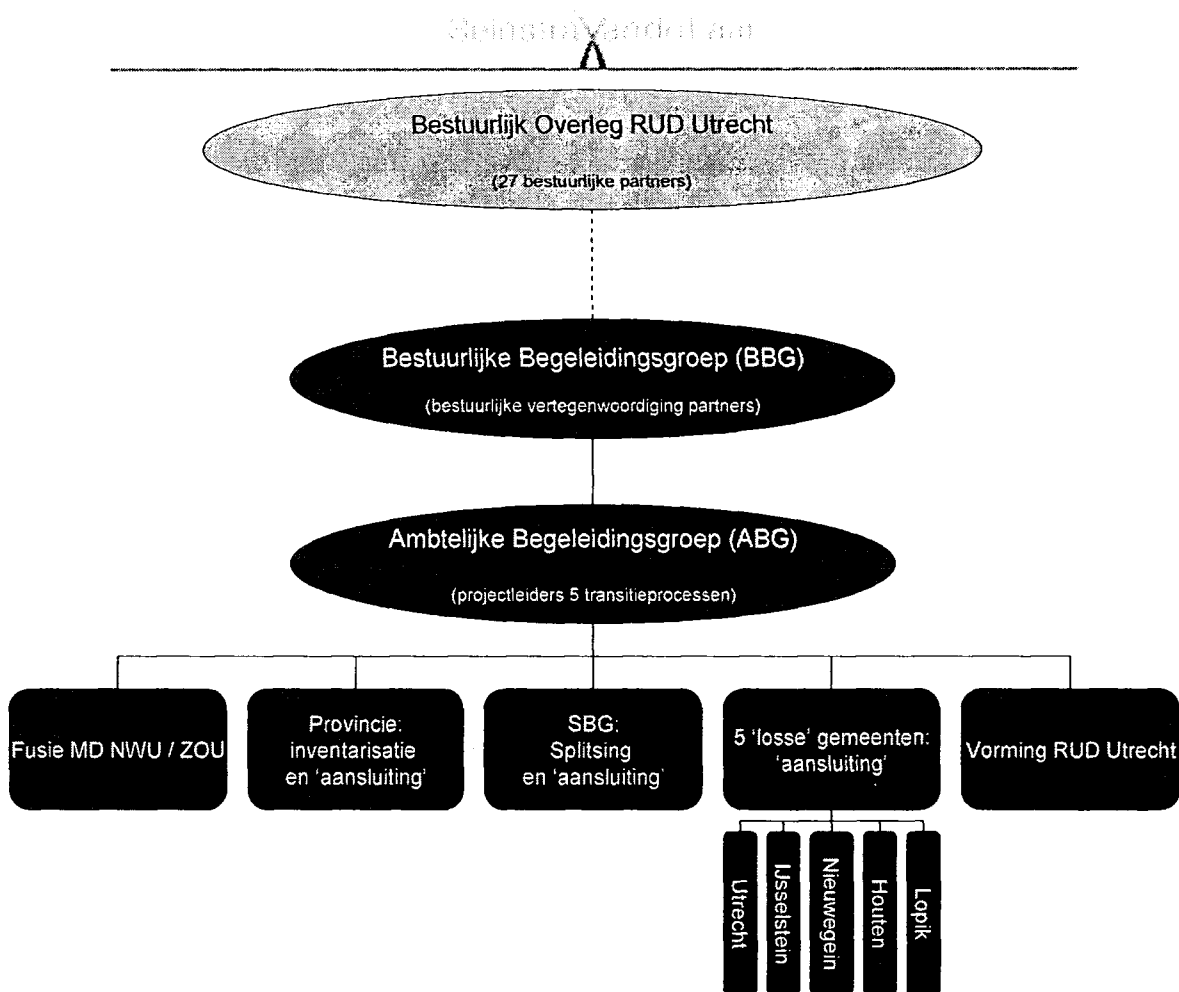 Bestuurlijk Overleg RUD Utrecht
(27 bestuurlijke partners)
Bestuurlijke Begeleidingsgroep (BBG)
(bestuurlijke vertegenwoordiging partners)
Ambtelijke Begeleidingsgroep (ABG)
(projectleiders 5 transitieprocessen)
Fusie MD NWU / ZOU
Provincie:
inventarisatie
en ‘aansluiting’
SBG:
Splitsing
en ‘aansluiting’
5 ‘losse’ gemeenten:
‘aansluiting’
Vorming RUD Utrecht
Utrecht
IJsselstein
Nieuwegein
Houten
Lopik